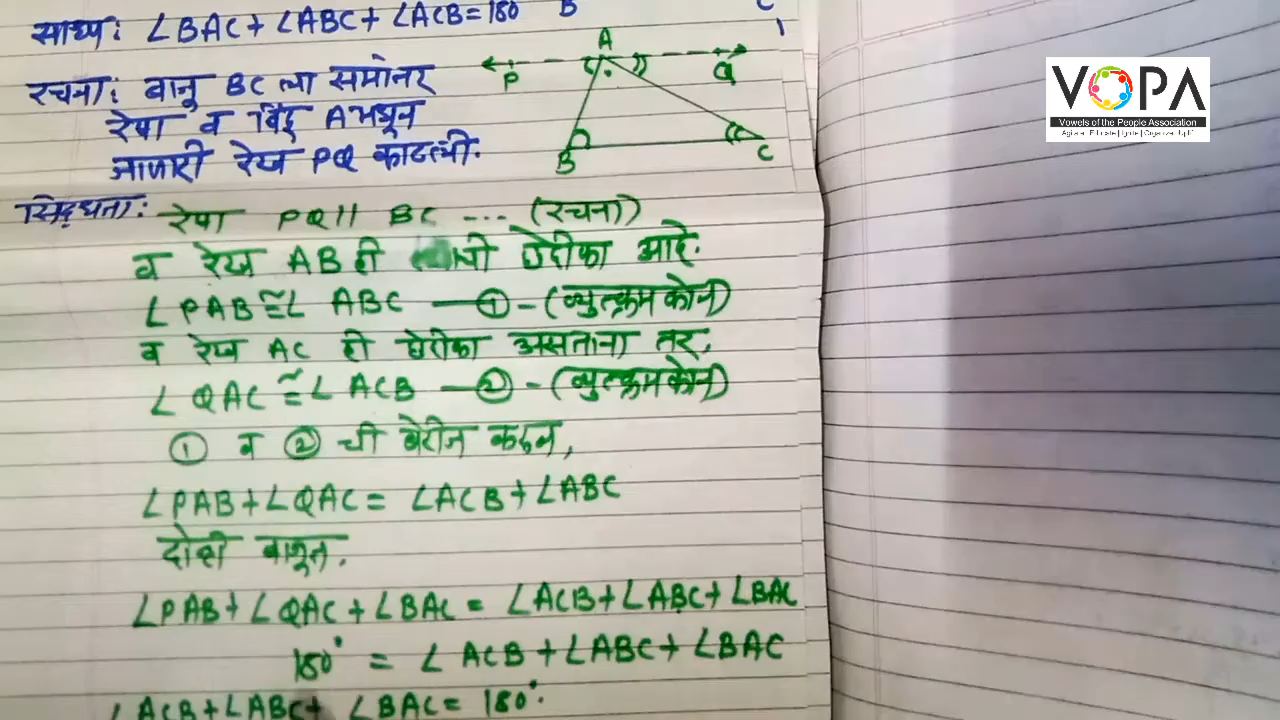 साध्य: ∠BAC + ∠ABC + ∠ACB = 180
B C
रचना: बाजू BC ला समांतर
रेषा व बिंदू A मधून
जाणारी रेषा PQ काढली.
A
P Q
B C
सिद्धता: रेषा PQ || BC ... (रचना)
व रेषा AB ही छेदीका आहे.
∠PAB ≅ ∠ABC —① - (व्युत्क्रम कोन)
व रेषा AC ही छेदीका असताना तर,
∠QAC ≅ ∠ACB —② - (व्युत्क्रम कोन)
① व ② ची बेरीज करून,
∠PAB + ∠QAC = ∠ACB + ∠ABC
दोन्ही बाजूत.
∠PAB + ∠QAC + ∠BAC = ∠ACB + ∠ABC + ∠BAC
180° = ∠ACB + ∠ABC + ∠BAC
∠ACB + ∠ABC + ∠BAC = 180°.
VOPA
Vowels of the People Association